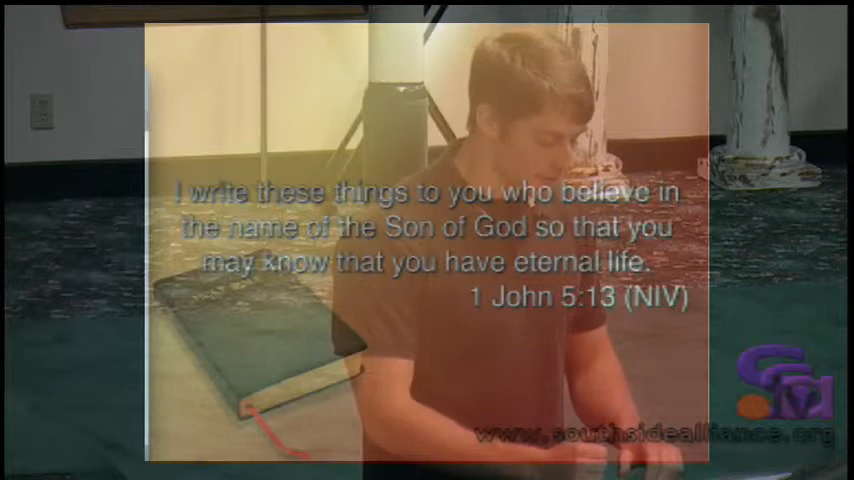 I write these things to you who believe in
the name of the Son of God so that you
may know that you have eternal life.
1 John 5:13 (NIV)
www.southsidealliance.org